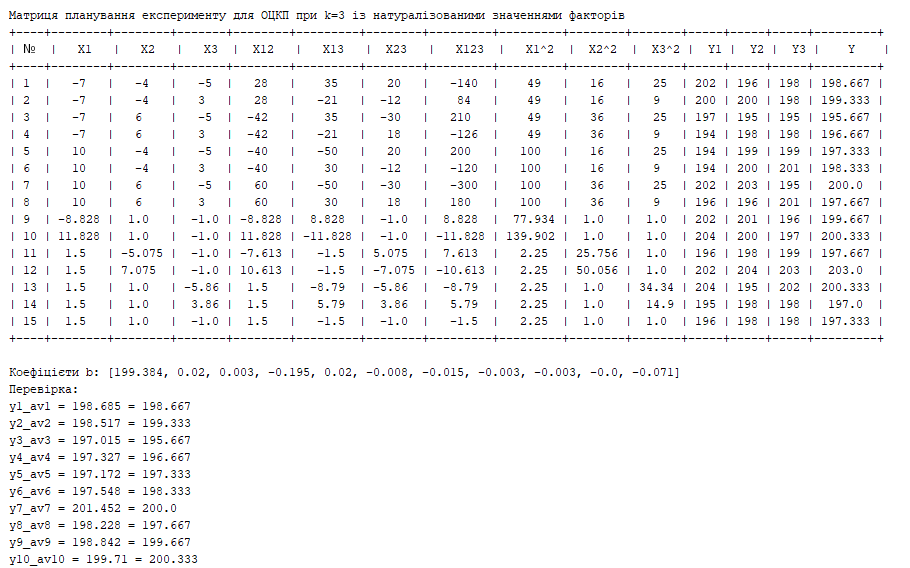 Матриця планування експерименту для ОЦКП при k=3 із натуралізованими значеннями факторів
+----+--------+--------+-------+--------+---------+--------+---------+---------+--------+-------+-----+-----+-----+---------+
| № | X1 | X2 | X3 | X12 | X13 | X23 | X123 | X1^2 | X2^2 | X3^2 | Y1 | Y2 | Y3 | Y |
+----+--------+--------+-------+--------+---------+--------+---------+---------+--------+-------+-----+-----+-----+---------+
| 1 | -7 | -4 | -5 | 28 | 35 | 20 | -140 | 49 | 16 | 25 | 202 | 196 | 198 | 198.667 |
| 2 | -7 | -4 | 3 | 28 | -21 | -12 | 84 | 49 | 16 | 9 | 200 | 200 | 198 | 199.333 |
| 3 | -7 | 6 | -5 | -42 | 35 | -30 | 210 | 49 | 36 | 25 | 197 | 195 | 195 | 195.667 |
| 4 | -7 | 6 | 3 | -42 | -21 | 18 | -126 | 49 | 36 | 9 | 194 | 198 | 198 | 196.667 |
| 5 | 10 | -4 | -5 | -40 | -50 | 20 | 200 | 100 | 16 | 25 | 194 | 199 | 199 | 197.333 |
| 6 | 10 | -4 | 3 | -40 | 30 | -12 | -120 | 100 | 16 | 9 | 194 | 200 | 201 | 198.333 |
| 7 | 10 | 6 | -5 | 60 | -50 | -30 | -300 | 100 | 36 | 25 | 202 | 203 | 195 | 200.0 |
| 8 | 10 | 6 | 3 | 60 | 30 | 18 | 180 | 100 | 36 | 9 | 196 | 196 | 201 | 197.667 |
| 9 | -8.828 | 1.0 | -1.0 | -8.828 | 8.828 | -1.0 | 8.828 | 77.934 | 1.0 | 1.0 | 202 | 201 | 196 | 199.667 |
| 10 | 11.828 | 1.0 | -1.0 | 11.828 | -11.828 | -1.0 | -11.828 | 139.902 | 1.0 | 1.0 | 204 | 200 | 197 | 200.333 |
| 11 | 1.5 | -5.075 | -1.0 | -7.613 | -1.5 | 5.075 | 7.613 | 2.25 | 25.756 | 1.0 | 196 | 198 | 199 | 197.667 |
| 12 | 1.5 | 7.075 | -1.0 | 10.613 | -1.5 | -7.075 | -10.613 | 2.25 | 50.056 | 1.0 | 202 | 204 | 203 | 203.0 |
| 13 | 1.5 | 1.0 | -5.86 | 1.5 | -8.79 | -5.86 | -8.79 | 2.25 | 1.0 | 34.34 | 204 | 195 | 202 | 200.333 |
| 14 | 1.5 | 1.0 | 3.86 | 1.5 | 5.79 | 3.86 | 5.79 | 2.25 | 1.0 | 14.9 | 195 | 198 | 198 | 197.0 |
| 15 | 1.5 | 1.0 | -1.0 | 1.5 | -1.5 | -1.0 | -1.5 | 2.25 | 1.0 | 1.0 | 196 | 198 | 198 | 197.333 |
+----+--------+--------+-------+--------+---------+--------+---------+---------+--------+-------+-----+-----+-----+---------+
Коефіцієти b: [199.384, 0.02, 0.003, -0.195, 0.02, -0.008, -0.015, -0.003, -0.003, -0.0, -0.071]
Перевірка:
y1_av1 = 198.685 = 198.667
y2_av2 = 198.517 = 199.333
y3_av3 = 197.015 = 195.667
y4_av4 = 197.327 = 196.667
y5_av5 = 197.172 = 197.333
y6_av6 = 197.548 = 198.333
y7_av7 = 201.452 = 200.0
y8_av8 = 198.228 = 197.667
y9_av9 = 198.842 = 199.667
y10_av10 = 199.71 = 200.333